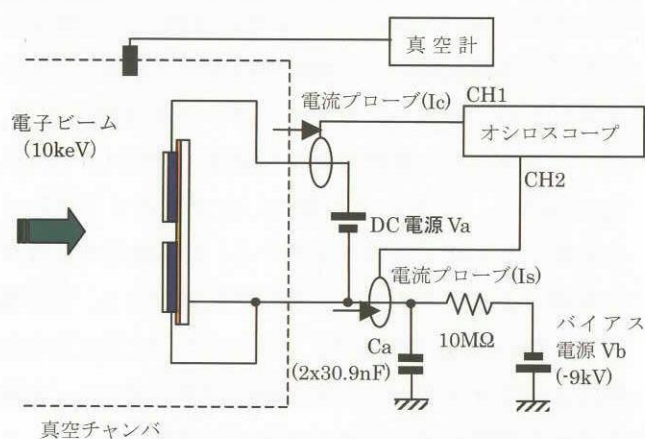 真空計
電流プローブ(Ic)
CH1
オシロスコープ
電子ビーム
(10keV)
CH2
DC 電源 Va
電流プローブ(Is)
Ca
(2x30.9nF)
10MΩ
バイアス
電源 Vb
(-9kV)
真空チャンバ